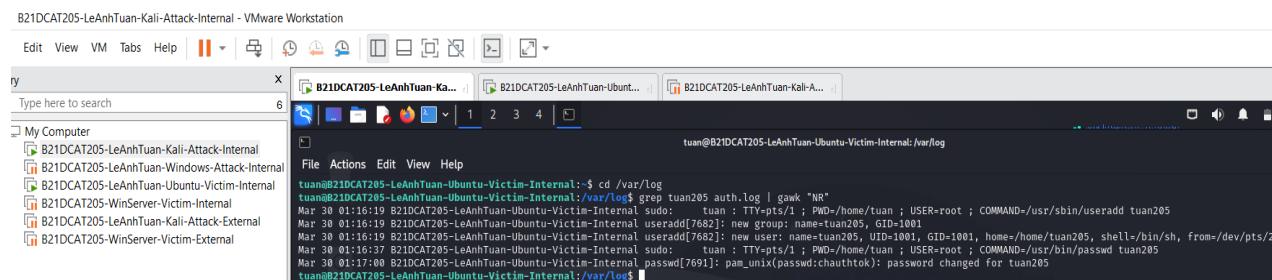 B21DCAT205-LeAnhTuan-Kali-Attack-Internal - VMware Workstation
Edit View VM Tabs Help
ry X
Type here to search 6
My Computer
B21DCAT205-LeAnhTuan-Kali-Attack-Internal
B21DCAT205-LeAnhTuan-Windows-Attack-Internal
B21DCAT205-LeAnhTuan-Ubuntu-Victim-Internal
B21DCAT205-WinServer-Victim-Internal
B21DCAT205-LeAnhTuan-Kali-Attack-External
B21DCAT205-WinServer-Victim-External
B21DCAT205-LeAnhTuan-Ka... B21DCAT205-LeAnhTuan-Ubunt... B21DCAT205-LeAnhTuan-Kali-A...
1 2 3 4
tuan@B21DCAT205-LeAnhTuan-Ubuntu-Victim-Internal: /var/log
File Actions Edit View Help
tuan@B21DCAT205-LeAnhTuan-Ubuntu-Victim-Internal:~$ cd /var/log
tuan@B21DCAT205-LeAnhTuan-Ubuntu-Victim-Internal:/var/log$ grep tuan205 auth.log | gawk "NR"
Mar 30 01:16:19 B21DCAT205-LeAnhTuan-Ubuntu-Victim-Internal sudo: tuan : TTY=pts/1 ; PWD=/home/tuan ; USER=root ; COMMAND=/usr/sbin/useradd tuan205
Mar 30 01:16:19 B21DCAT205-LeAnhTuan-Ubuntu-Victim-Internal useradd[7682]: new group: name=tuan205, GID=1001
Mar 30 01:16:19 B21DCAT205-LeAnhTuan-Ubuntu-Victim-Internal useradd[7682]: new user: name=tuan205, UID=1001, GID=1001, home=/home/tuan205, shell=/bin/sh, from=/dev/pts/2
Mar 30 01:16:37 B21DCAT205-LeAnhTuan-Ubuntu-Victim-Internal sudo: tuan : TTY=pts/1 ; PWD=/home/tuan ; USER=root ; COMMAND=/usr/bin/passwd tuan205
Mar 30 01:17:00 B21DCAT205-LeAnhTuan-Ubuntu-Victim-Internal passwd[7691]: pam_unix(passwd:chauthtok): password changed for tuan205
tuan@B21DCAT205-LeAnhTuan-Ubuntu-Victim-Internal:/var/log$